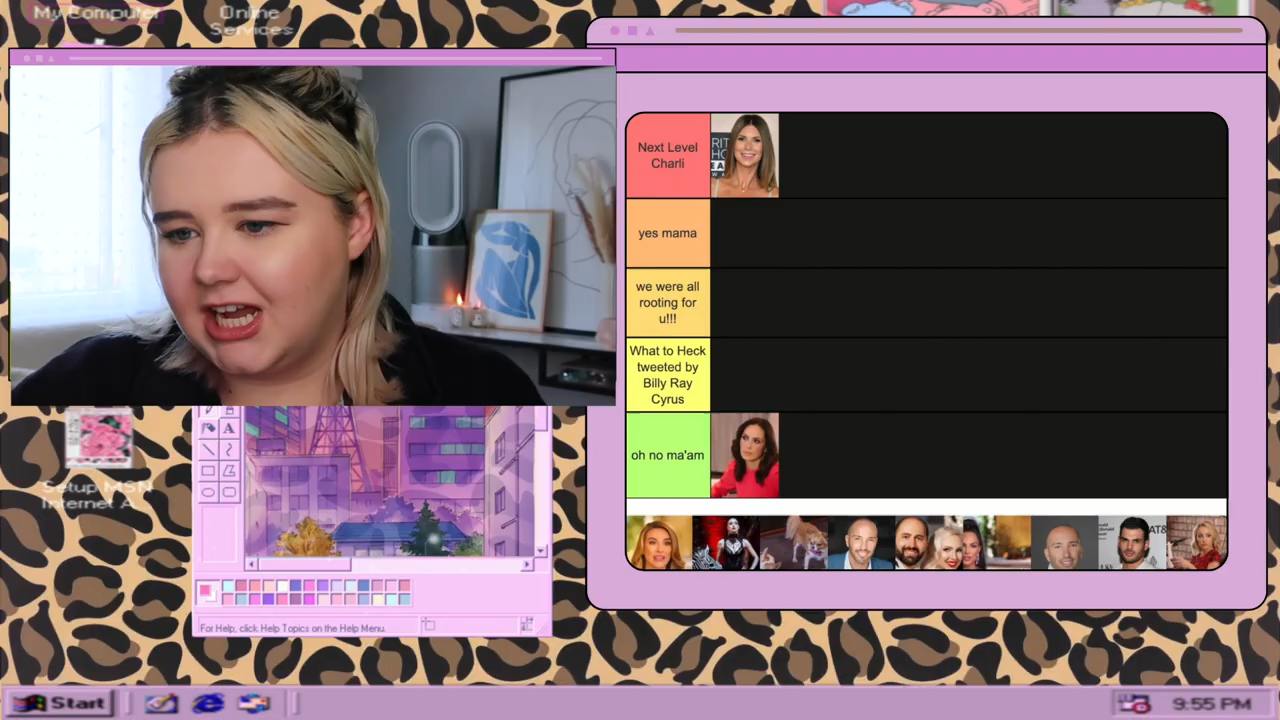 My Computer
Online
Services
Next Level
Charli
yes mama
we were all
rooting for
u!!!
What to Heck
tweeted by
Billy Ray
Cyrus
oh no ma'am
AT&
A
Setup MSN
Internet A...
For Help, click Help Topics on the Help Menu.
Start
9:55 PM